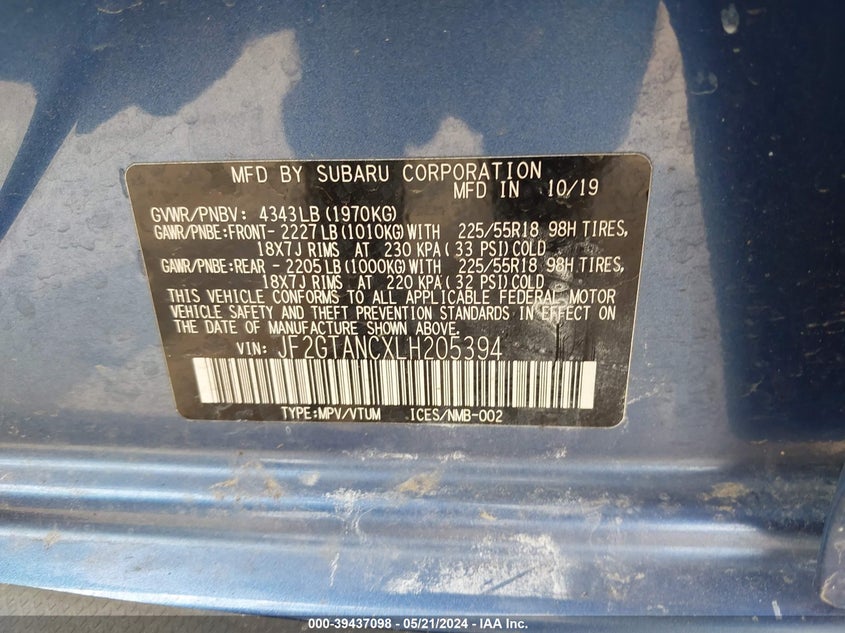 MFD BY SUBARU CORPORATION
MFD IN 10/19
GVWR/PNBV: 4343LB (1970KG)
GAWR/PNBE:FRONT- 2227LB (1010KG) WITH 225/55R18 98H TIRES,
18X7J RIMS AT 230 KPA ( 33 PSI) COLD
GAWR/PNBE:REAR - 2205LB (1000KG) WITH 225/55R18 98H TIRES,
18X7J RIMS AT 220 KPA ( 32 PSI) COLD
THIS VEHICLE CONFORMS TO ALL APPLICABLE FEDERAL MOTOR
VEHICLE SAFETY AND THEFT PREVENTION STANDARDS IN EFFECT ON
THE DATE OF MANUFACTURE SHOWN ABOVE.
VIN: JF2GTANCXLH205394
TYPE:MPV/VTUM ICES/NMB-002
000-39437098 - 05/21/2024 - IAA Inc.